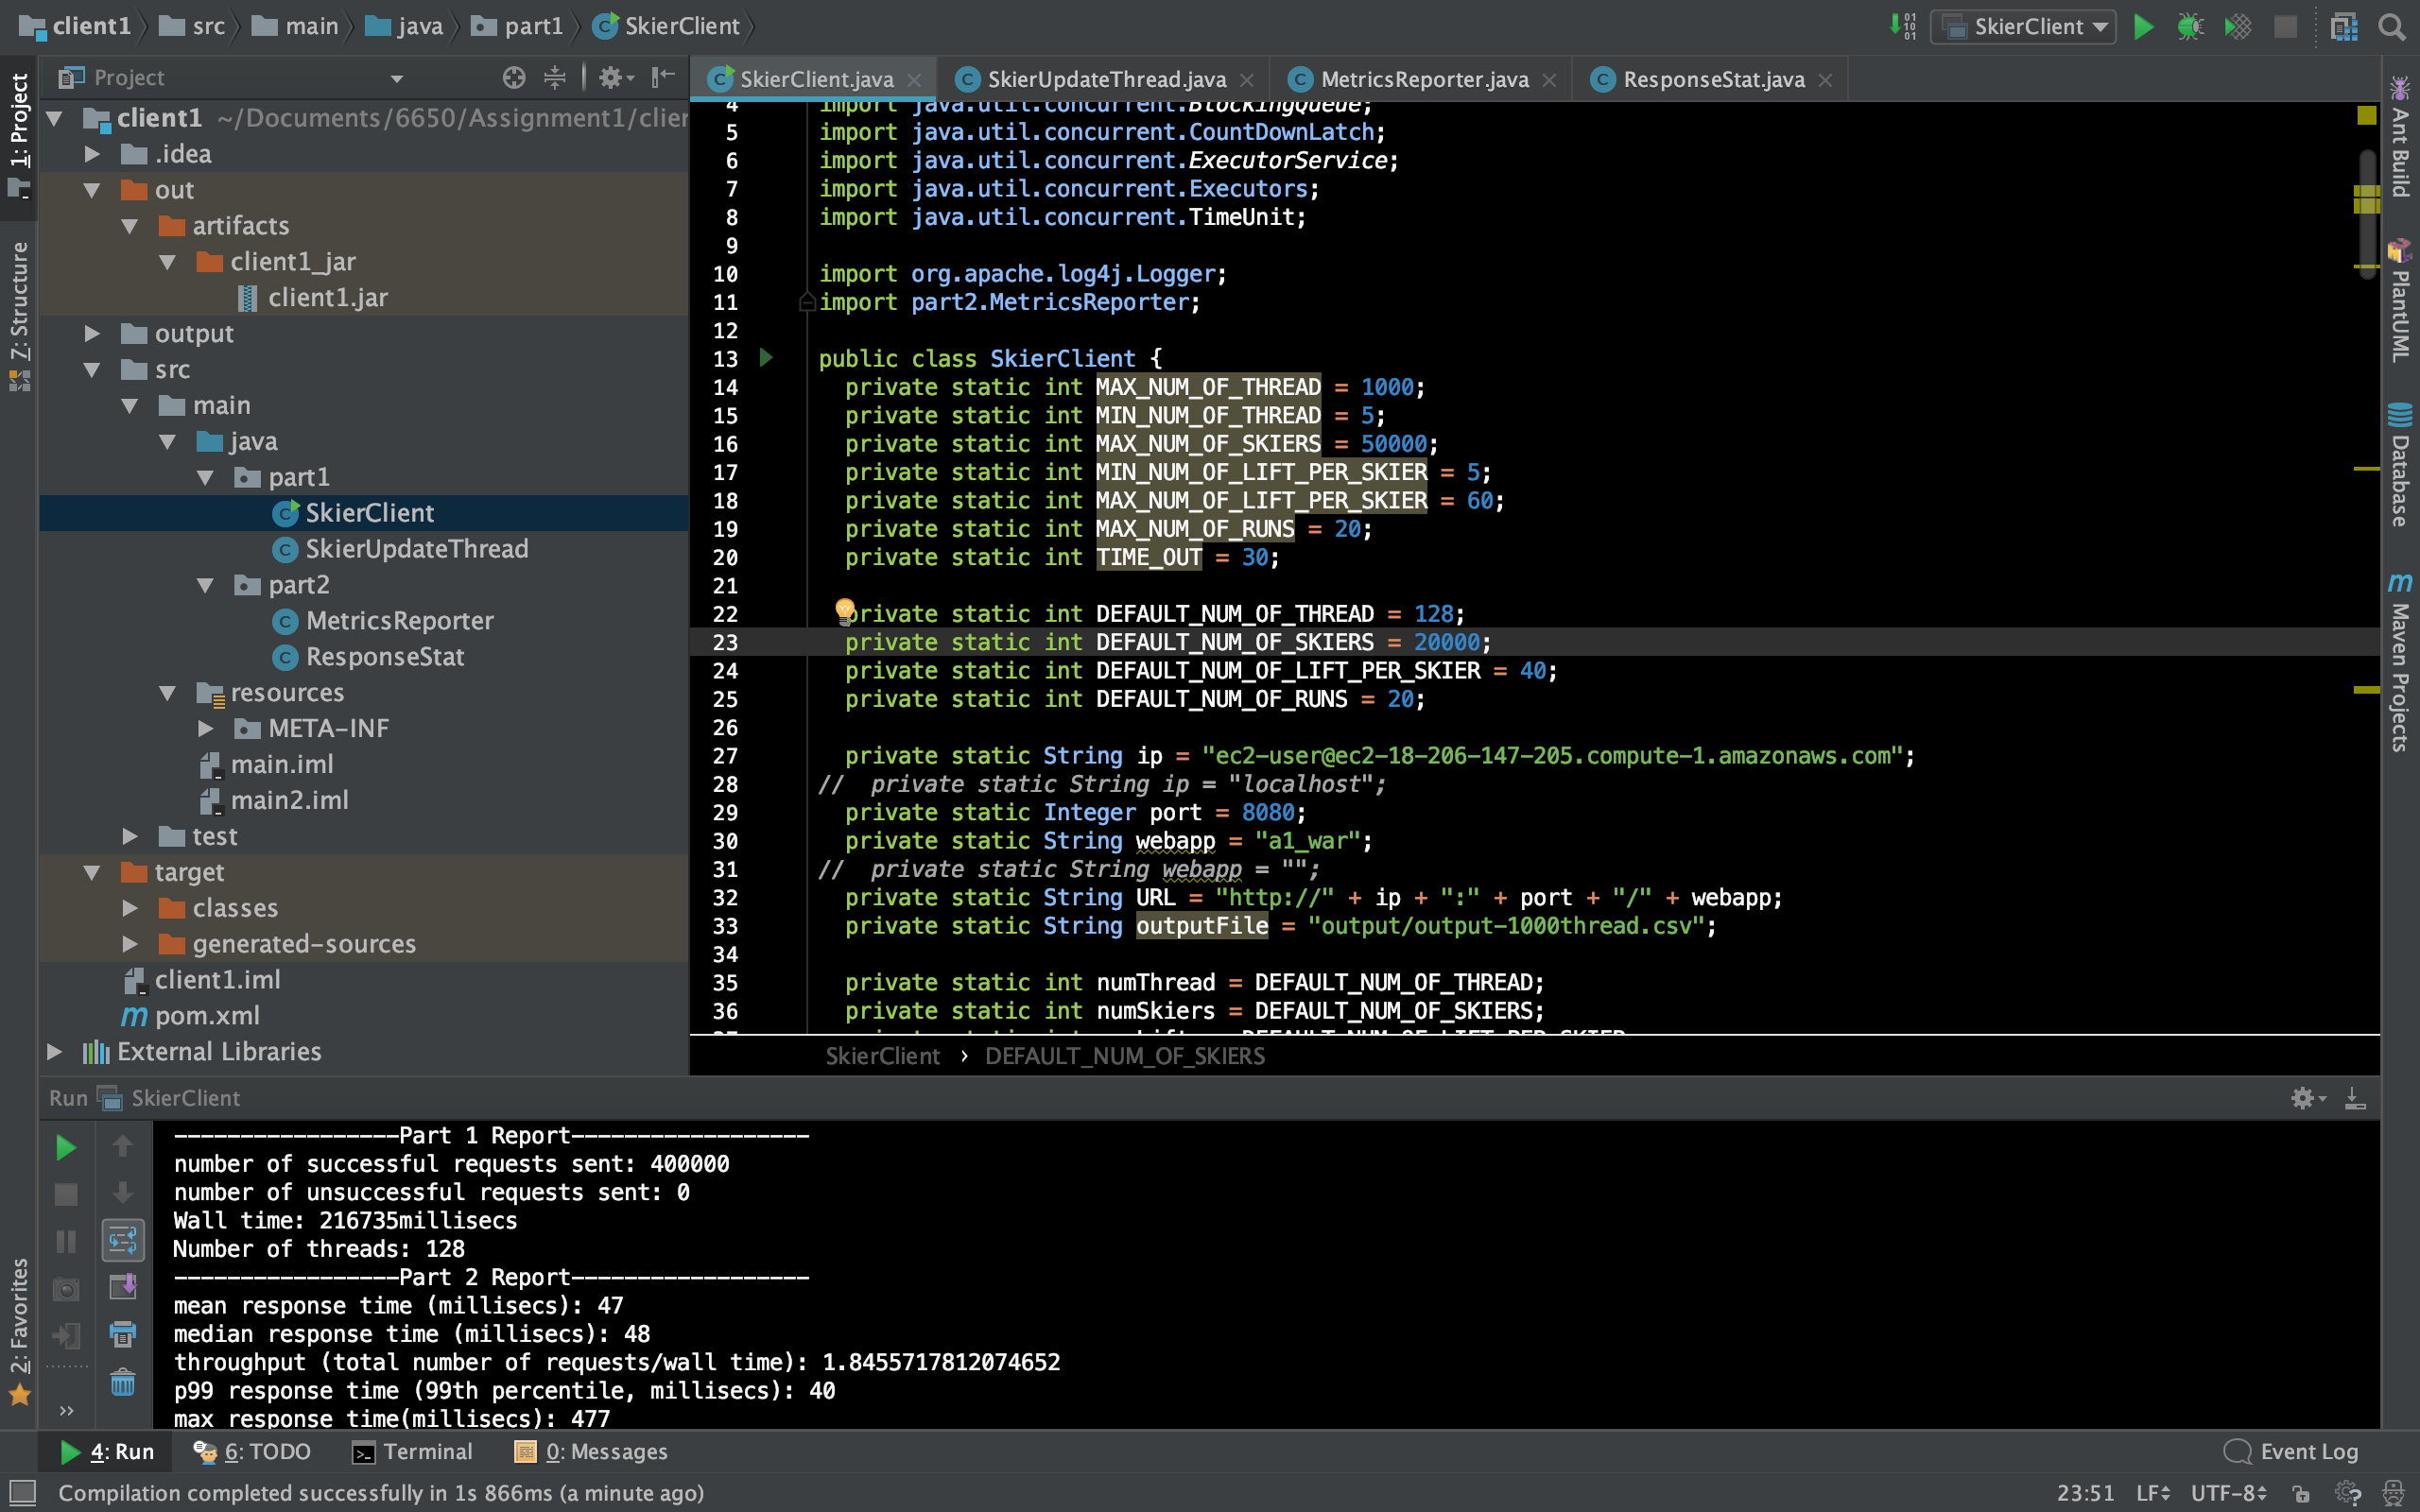 client1 src main java part1 SkierClient
SkierClient
Project
SkierClient.java SkierUpdateThread.java MetricsReporter.java ResponseStat.java
1: Project
Z: Structure
2: Favorites
client1 ~/Documents/6650/Assignment1/clier
.idea
out
artifacts
client1_jar
client1.jar
output
src
main
java
part1
SkierClient
SkierUpdateThread
part2
MetricsReporter
ResponseStat
resources
META-INF
main.iml
main2.iml
test
target
classes
generated-sources
client1.iml
pom.xml
External Libraries
4 import java.util.concurrent.BlockingQueue;
5 import java.util.concurrent.CountDownLatch;
6 import java.util.concurrent.ExecutorService;
7 import java.util.concurrent.Executors;
8 import java.util.concurrent.TimeUnit;
9
10 import org.apache.log4j.Logger;
11 import part2.MetricsReporter;
12
13 public class SkierClient {
14 private static int MAX_NUM_OF_THREAD = 1000;
15 private static int MIN_NUM_OF_THREAD = 5;
16 private static int MAX_NUM_OF_SKIERS = 50000;
17 private static int MIN_NUM_OF_LIFT_PER_SKIER = 5;
18 private static int MAX_NUM_OF_LIFT_PER_SKIER = 60;
19 private static int MAX_NUM_OF_RUNS = 20;
20 private static int TIME_OUT = 30;
21
22 private static int DEFAULT_NUM_OF_THREAD = 128;
23 private static int DEFAULT_NUM_OF_SKIERS = 20000;
24 private static int DEFAULT_NUM_OF_LIFT_PER_SKIER = 40;
25 private static int DEFAULT_NUM_OF_RUNS = 20;
26
27 private static String ip = "ec2-user@ec2-18-206-147-205.compute-1.amazonaws.com";
28 // private static String ip = "localhost";
29 private static Integer port = 8080;
30 private static String webapp = "a1_war";
31 // private static String webapp = "";
32 private static String URL = "http://" + ip + ":" + port + "/" + webapp;
33 private static String outputFile = "output/output-1000thread.csv";
34
35 private static int numThread = DEFAULT_NUM_OF_THREAD;
36 private static int numSkiers = DEFAULT_NUM_OF_SKIERS;
SkierClient › DEFAULT_NUM_OF_SKIERS
Ant Build
PlantUML
Database
Maven Projects
Run SkierClient
-----------------Part 1 Report------------------
number of successful requests sent: 400000
number of unsuccessful requests sent: 0
Wall time: 216735millisecs
Number of threads: 128
-----------------Part 2 Report------------------
mean response time (millisecs): 47
median response time (millisecs): 48
throughput (total number of requests/wall time): 1.8455717812074652
p99 response time (99th percentile, millisecs): 40
max response time(millisecs): 477
4: Run 6: TODO Terminal 0: Messages Event Log
Compilation completed successfully in 1s 866ms (a minute ago) 23:51 LF UTF-8